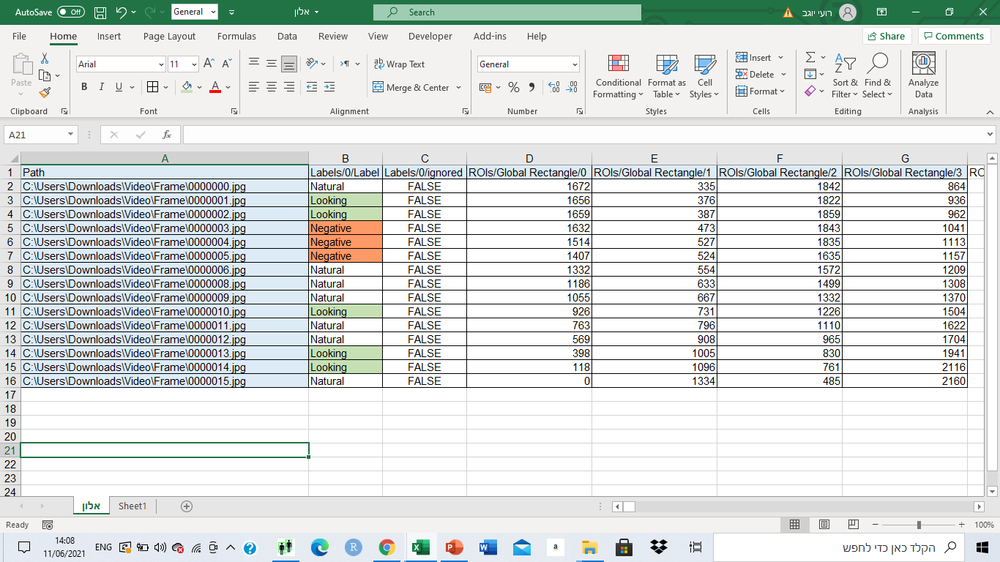 AutoSave Off General אלון Search רועי יוגב
File Home Insert Page Layout Formulas Data Review View Developer Add-ins Help Share Comments
Paste Arial 11 B I U Wrap Text Merge & Center General Conditional Formatting Format as Table Cell Styles Insert Delete Format Sort & Filter Find & Select Analyze Data
Clipboard Font Alignment Number Styles Cells Editing Analysis
A21 fx
A B C D E F G
1 Path Labels/0/Label Labels/0/ignored ROIs/Global Rectangle/0 ROIs/Global Rectangle/1 ROIs/Global Rectangle/2 ROIs/Global Rectangle/3 RO
2 C:\Users\Downloads\Video\Frame\0000000.jpg Natural FALSE 1672 335 1842 864
3 C:\Users\Downloads\Video\Frame\0000001.jpg Looking FALSE 1656 376 1822 936
4 C:\Users\Downloads\Video\Frame\0000002.jpg Looking FALSE 1659 387 1859 962
5 C:\Users\Downloads\Video\Frame\0000003.jpg Negative FALSE 1632 473 1843 1041
6 C:\Users\Downloads\Video\Frame\0000004.jpg Negative FALSE 1514 527 1835 1113
7 C:\Users\Downloads\Video\Frame\0000005.jpg Negative FALSE 1407 524 1635 1157
8 C:\Users\Downloads\Video\Frame\0000006.jpg Natural FALSE 1332 554 1572 1209
9 C:\Users\Downloads\Video\Frame\0000008.jpg Natural FALSE 1186 633 1499 1308
10 C:\Users\Downloads\Video\Frame\0000009.jpg Natural FALSE 1055 667 1332 1370
11 C:\Users\Downloads\Video\Frame\0000010.jpg Looking FALSE 926 731 1226 1504
12 C:\Users\Downloads\Video\Frame\0000011.jpg Natural FALSE 763 796 1110 1622
13 C:\Users\Downloads\Video\Frame\0000012.jpg Natural FALSE 569 908 965 1704
14 C:\Users\Downloads\Video\Frame\0000013.jpg Looking FALSE 398 1005 830 1941
15 C:\Users\Downloads\Video\Frame\0000014.jpg Looking FALSE 118 1096 761 2116
16 C:\Users\Downloads\Video\Frame\0000015.jpg Natural FALSE 0 1334 485 2160
17
18
19
20
21
22
23
24
אלון Sheet1
Ready 100%
14:08
11/06/2021 ENG הקלד כאן כדי לחפש